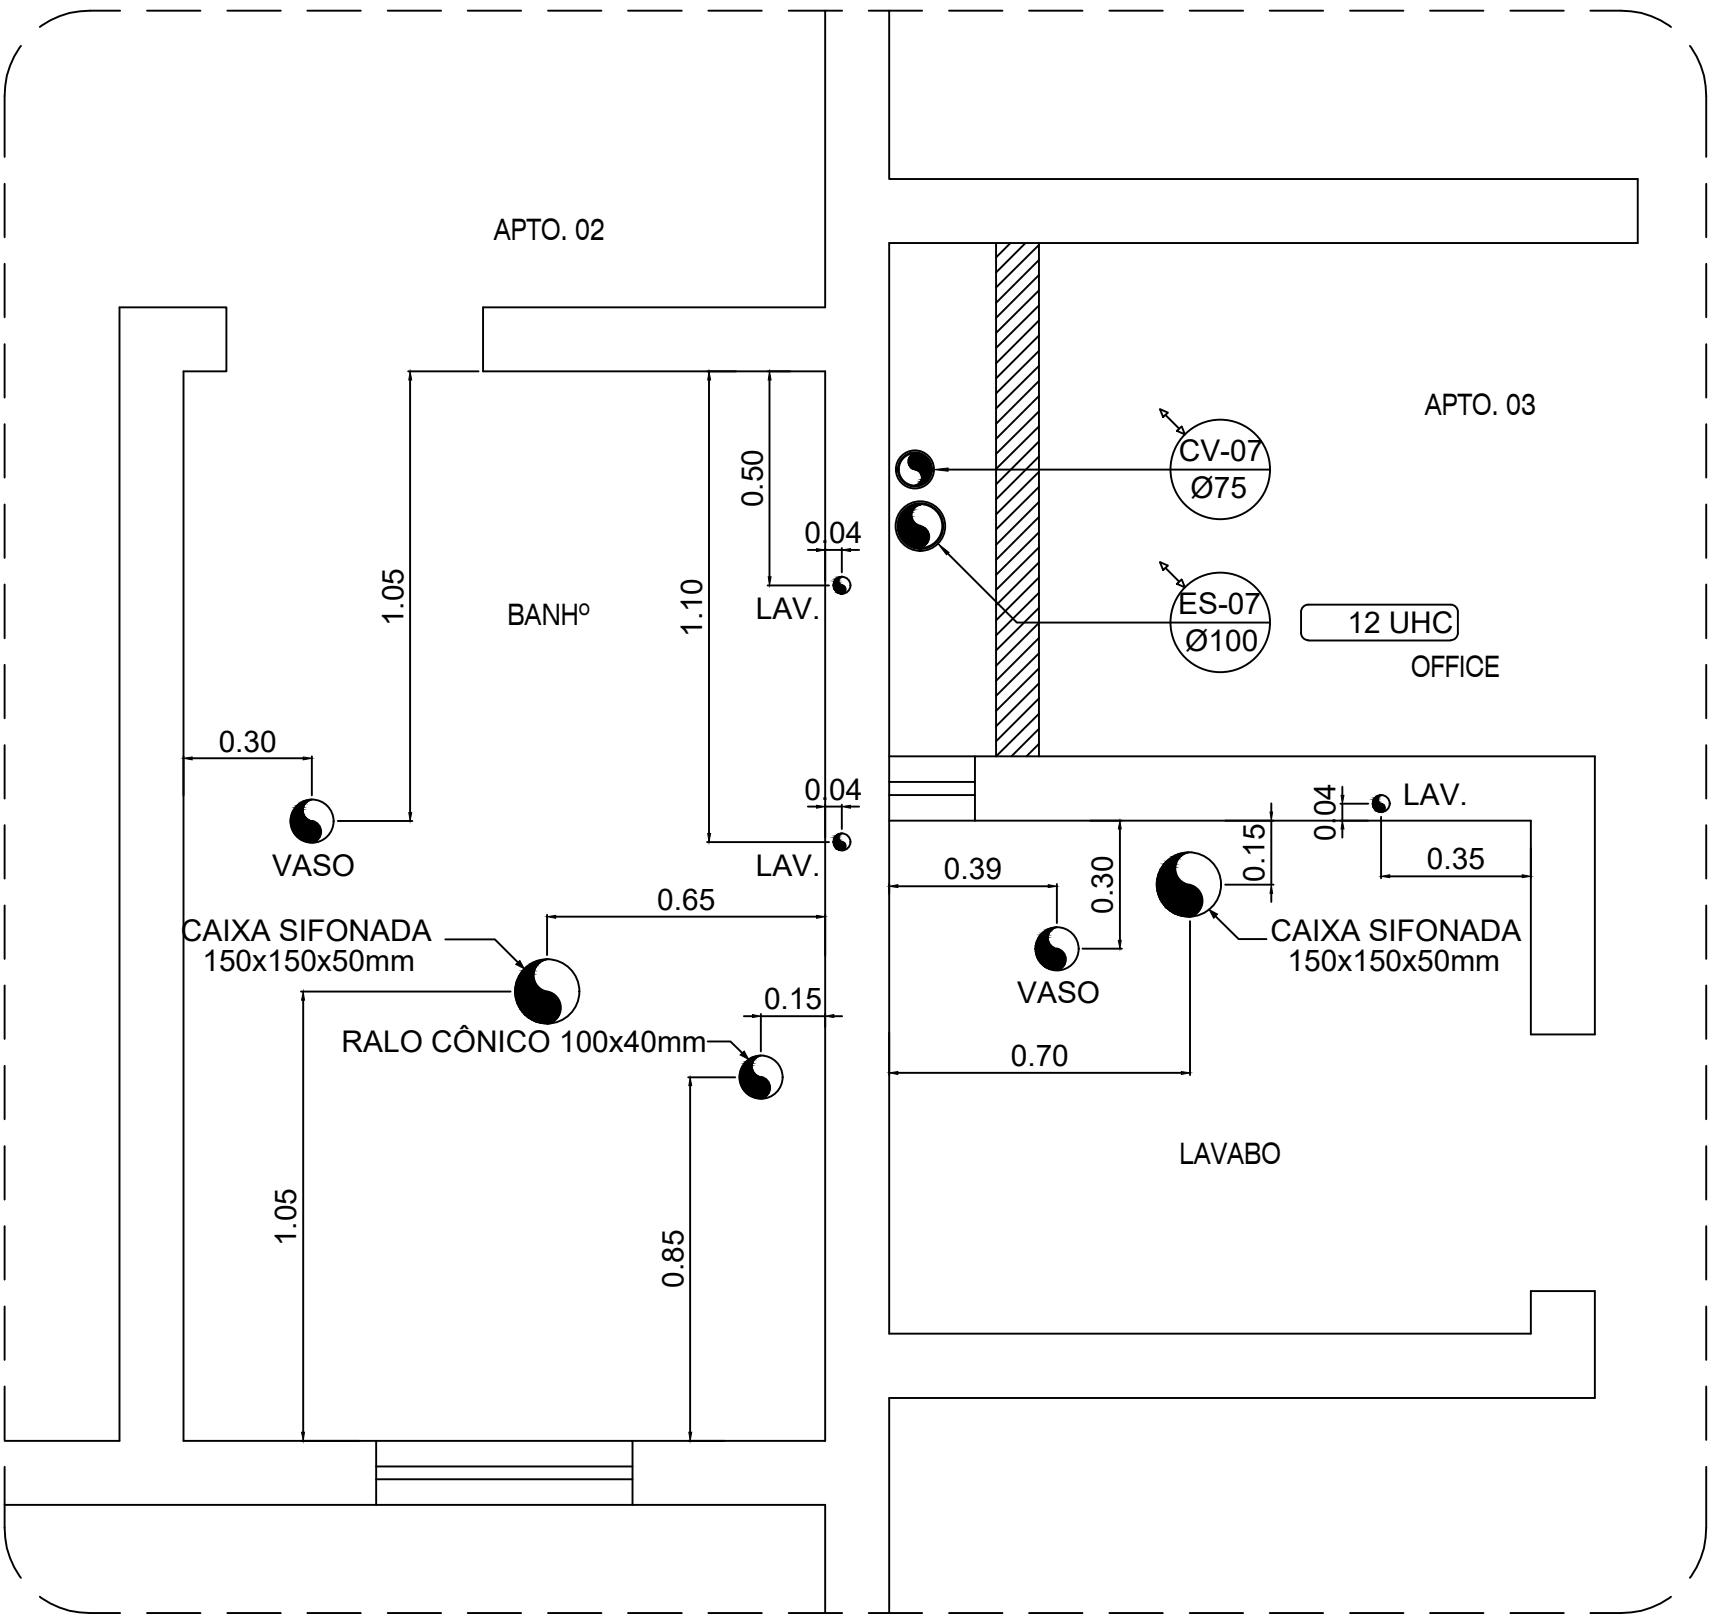 APTO. 02
APTO. 03
CV-07
Ø75
0.50
0.04
1.05
BANHº
1.10
LAV.
ES-07
Ø100
12 UHC
OFFICE
0.30
0.04
VASO
LAV.
0.04
LAV.
0.15
0.35
0.39
0.30
0.65
CAIXA SIFONADA
150x150x50mm
CAIXA SIFONADA
150x150x50mm
VASO
0.15
RALO CÔNICO 100x40mm
0.70
LAVABO
1.05
0.85